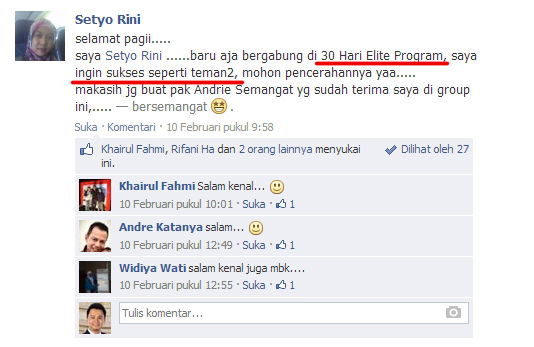 Setyo Rini
selamat pagii.....
saya Setyo Rini ......baru aja bergabung di 30 Hari Elite Program, saya
ingin sukses seperti teman2, mohon pencerahannya yaa.....
makasih jg buat pak Andrie Semangat yg sudah terima saya di group
ini,..... — bersemangat .
Suka · Komentari · 10 Februari pukul 9:58
Khairul Fahmi, Rifani Ha dan 2 orang lainnya menyukai
ini.
Dilihat oleh 27
Khairul Fahmi Salam kenal...
10 Februari pukul 10:01 · Suka · 1
Andre Katanya salam...
10 Februari pukul 12:49 · Suka · 1
Widiya Wati salam kenal juga mbk....
10 Februari pukul 12:55 · Suka · 1
Tulis komentar...